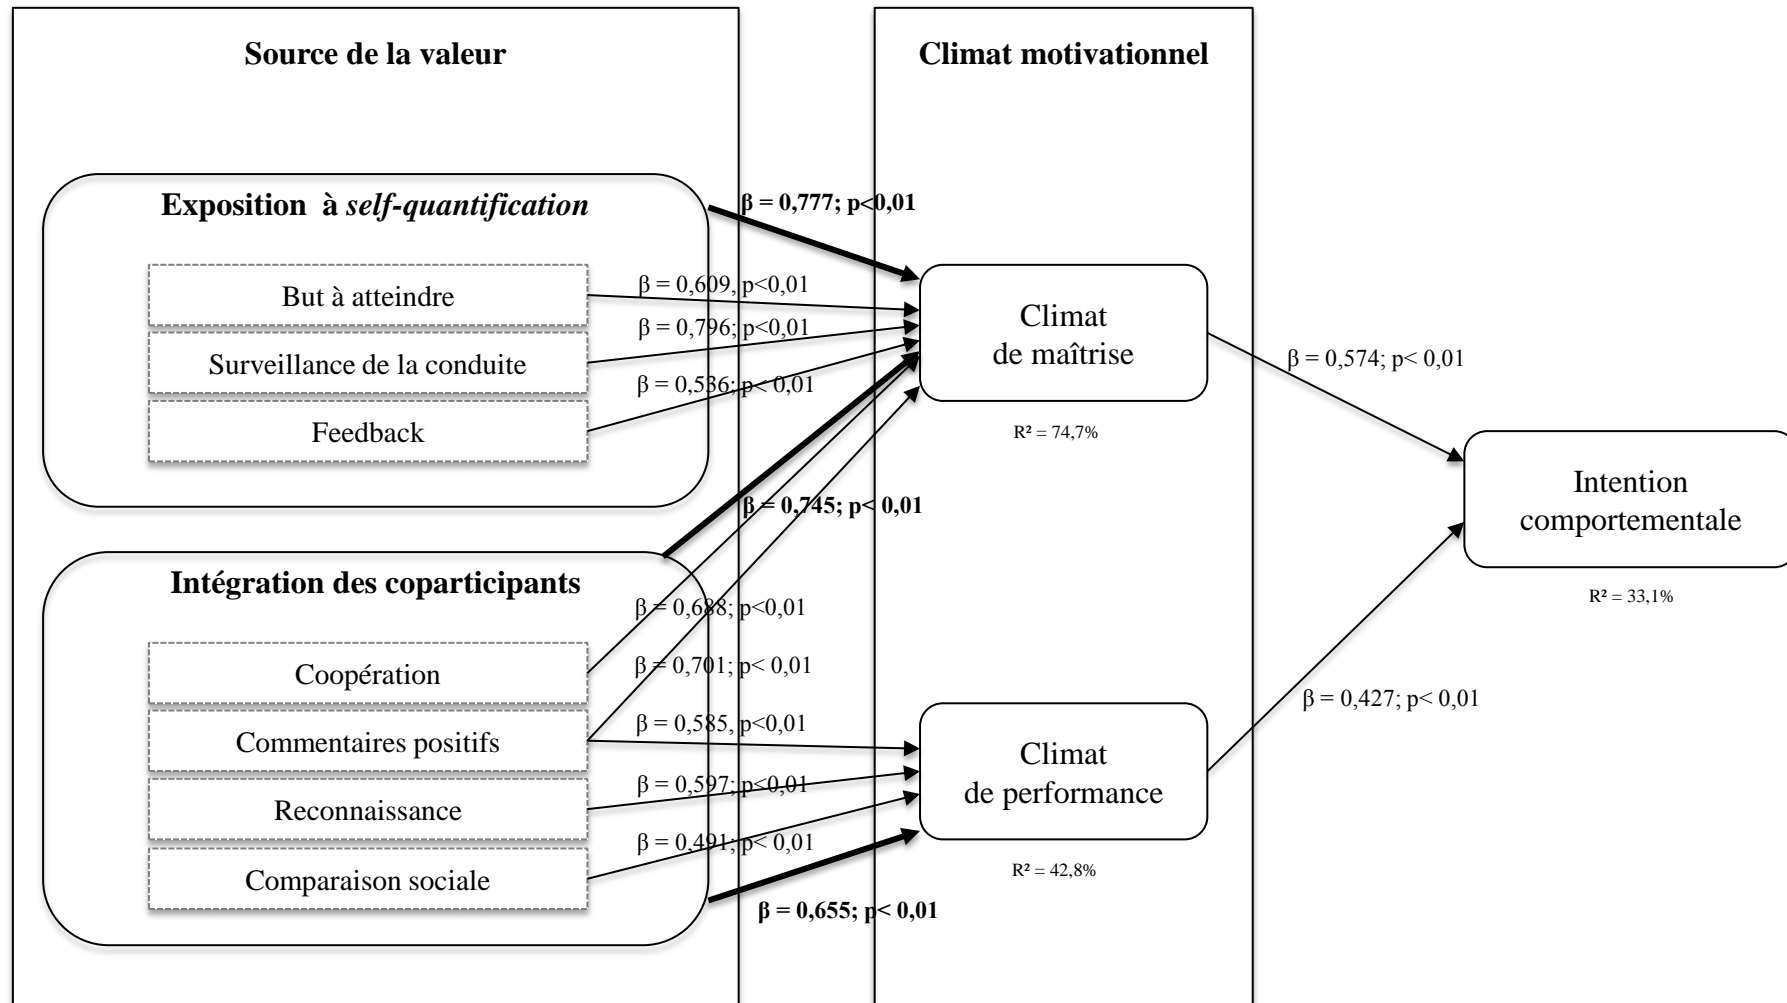 Source de la valeur
Climat motivationnel
Exposition à self-quantification
β = 0,777; p<0,01
But à atteindre
β = 0,609, p<0,01
Surveillance de la conduite
β = 0,796; p<0,01
Feedback
β = 0,536; p< 0,01
Climat
de maîtrise
R² = 74,7%
β = 0,574; p< 0,01
β = 0,745; p< 0,01
Intention
comportementale
R² = 33,1%
Intégration des coparticipants
β = 0,688; p<0,01
Coopération
β = 0,701; p< 0,01
Commentaires positifs
β = 0,585, p<0,01
Reconnaissance
β = 0,597; p<0,01
Comparaison sociale
β = 0,491; p< 0,01
β = 0,655; p< 0,01
Climat
de performance
R² = 42,8%
β = 0,427; p< 0,01